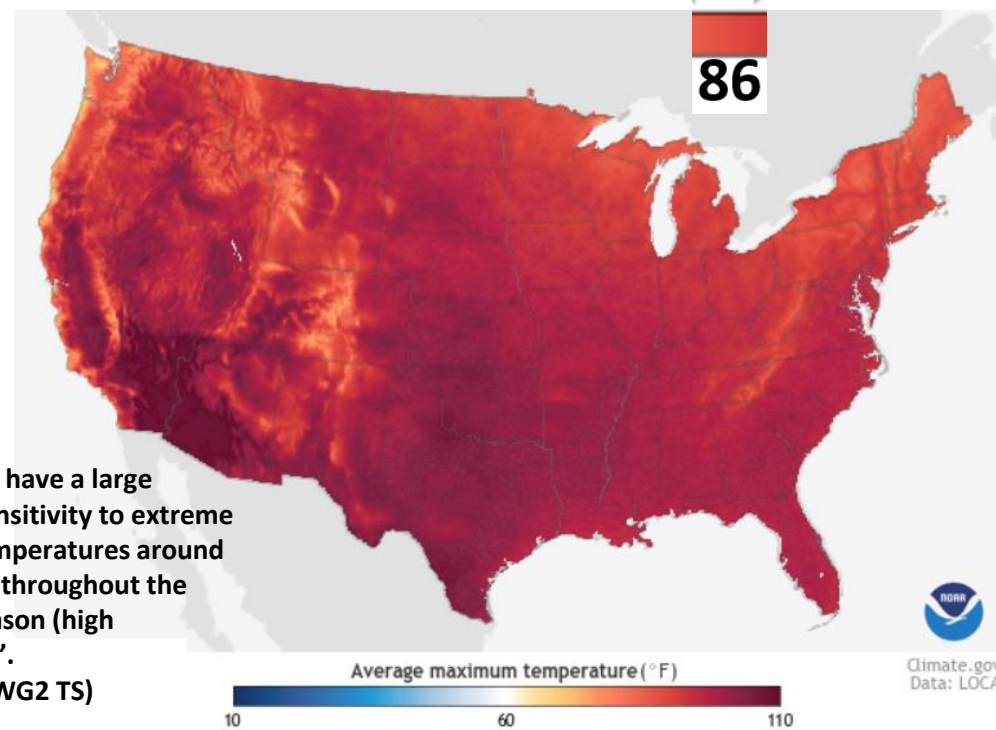 86
have a large
nsitivity to extreme
mperatures around
throughout the
ason (high
”.
WG2 TS)
NOAA
Climate.gov
Data: LOCA
Average maximum temperature (°F)
10 60 110